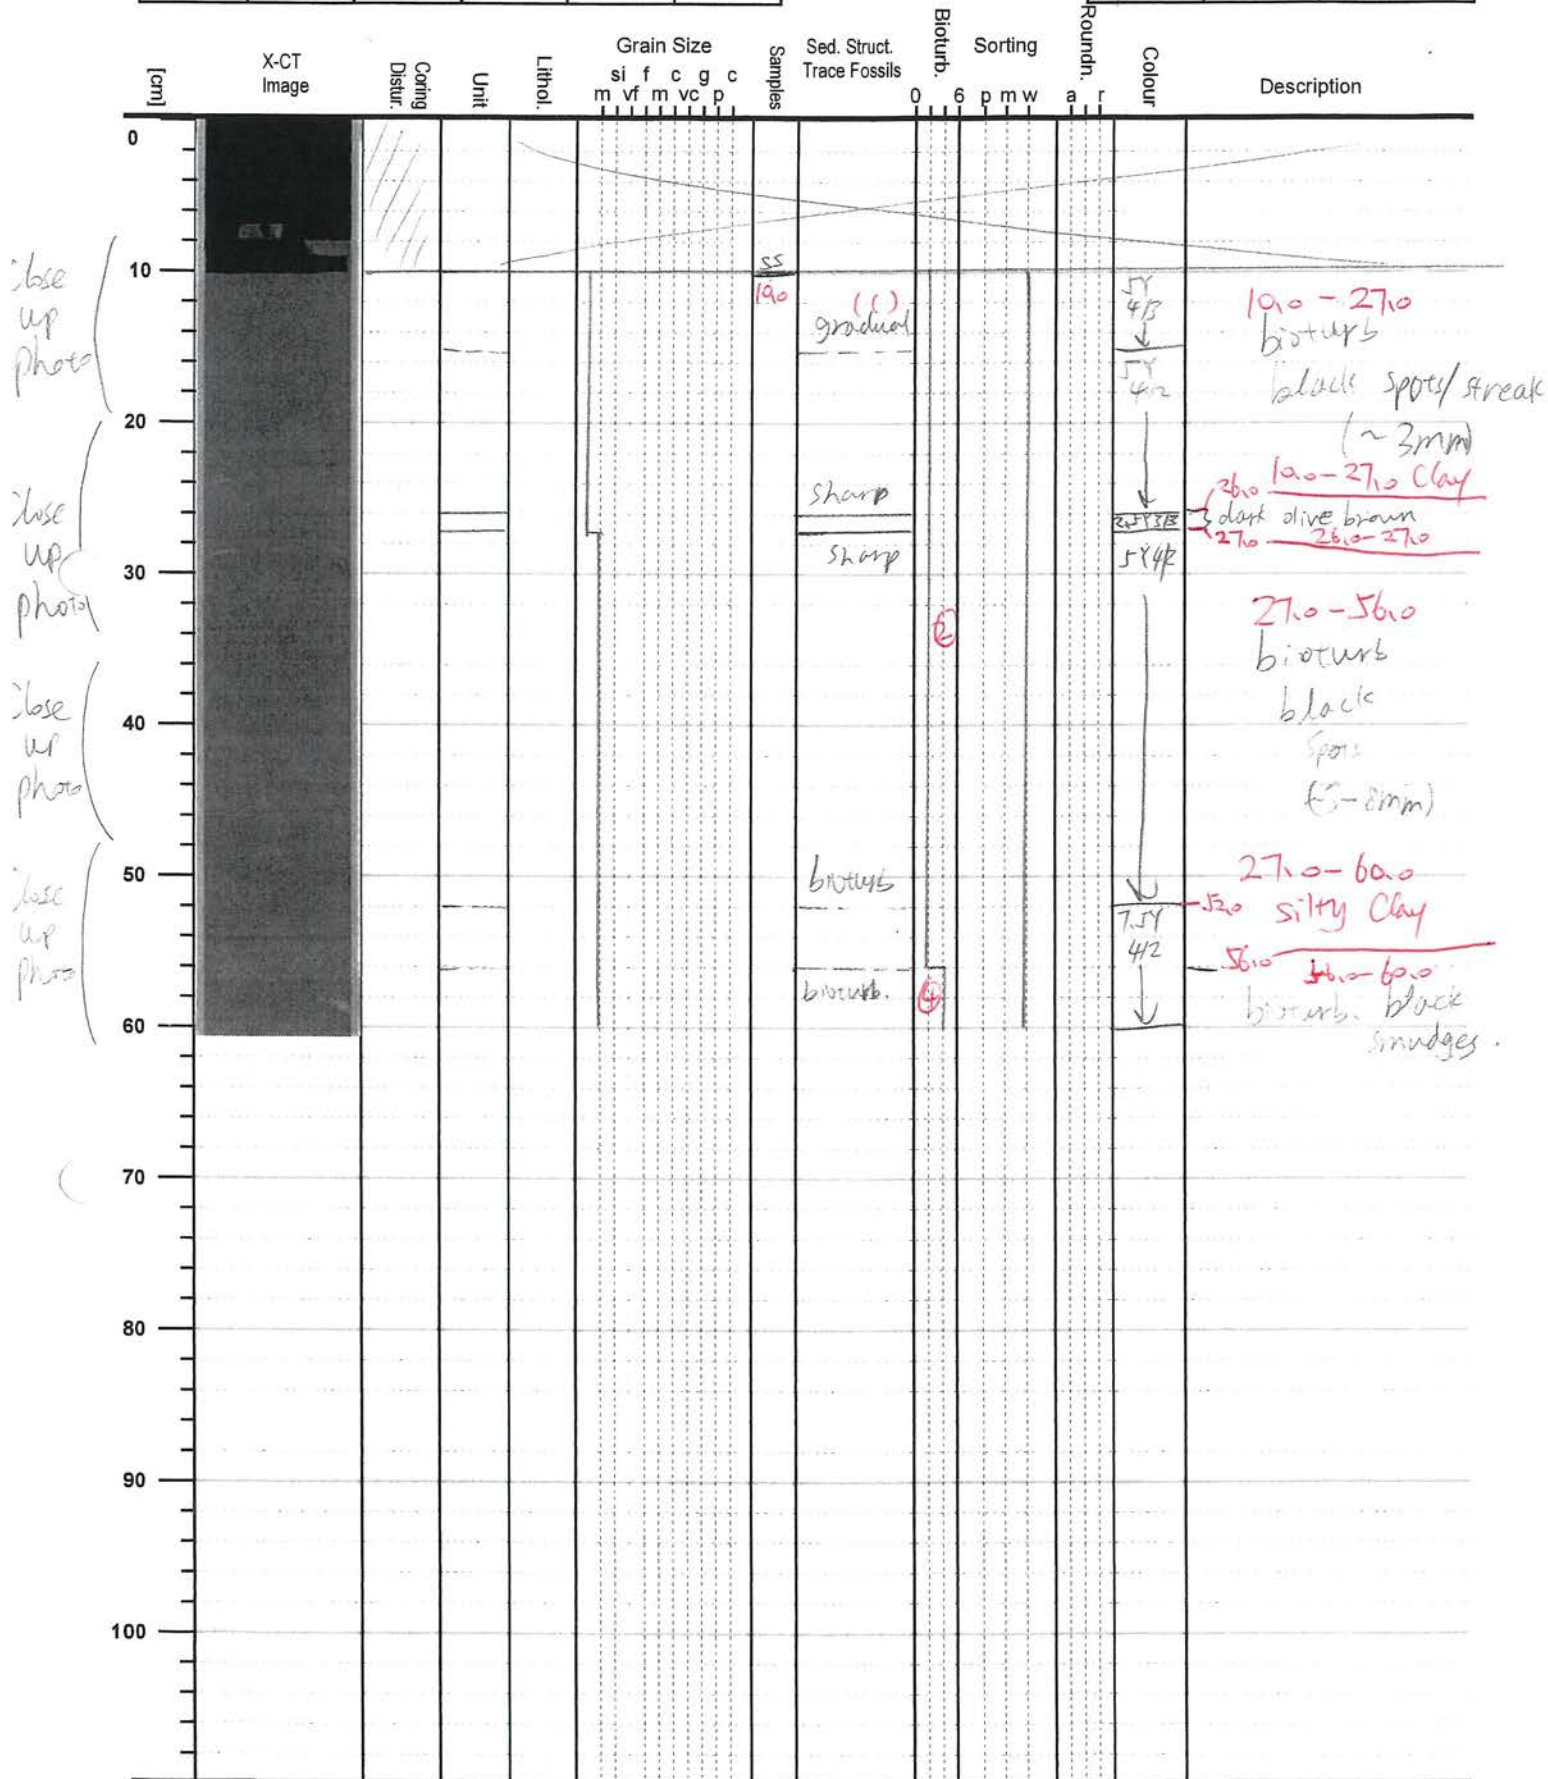 [cm]
X-CT
Image
Coring
Distur.
Unit
Lithol.
Grain Size
si f c g c
m vf m vc p
Samples
Sed. Struct.
Trace Fossils
Bioturb.
0 6
Sorting
p m w
Roundn.
a r
Colour
Description
0
10
20
30
40
50
60
70
80
90
100
close
up
photo
close
up
photo
close
up
photo
close
up
photo
SS
10.0
gradual
sharp
sharp
bioturb
bioturb.
2
4
5Y
4/3
5Y
4/2
2.5Y3/3
5Y4/2
7.5Y
4/2
10.0 - 27.0
bioturb
black spots/streak
(~3mm)
10.0-27.0 Clay
26.0
dark olive brown
27.0
26.0-27.0
27.0-56.0
bioturb
black
spots
27.0-60.0
52.0 silty Clay
56.0
56.0-60.0
bioturb. black
smudges.